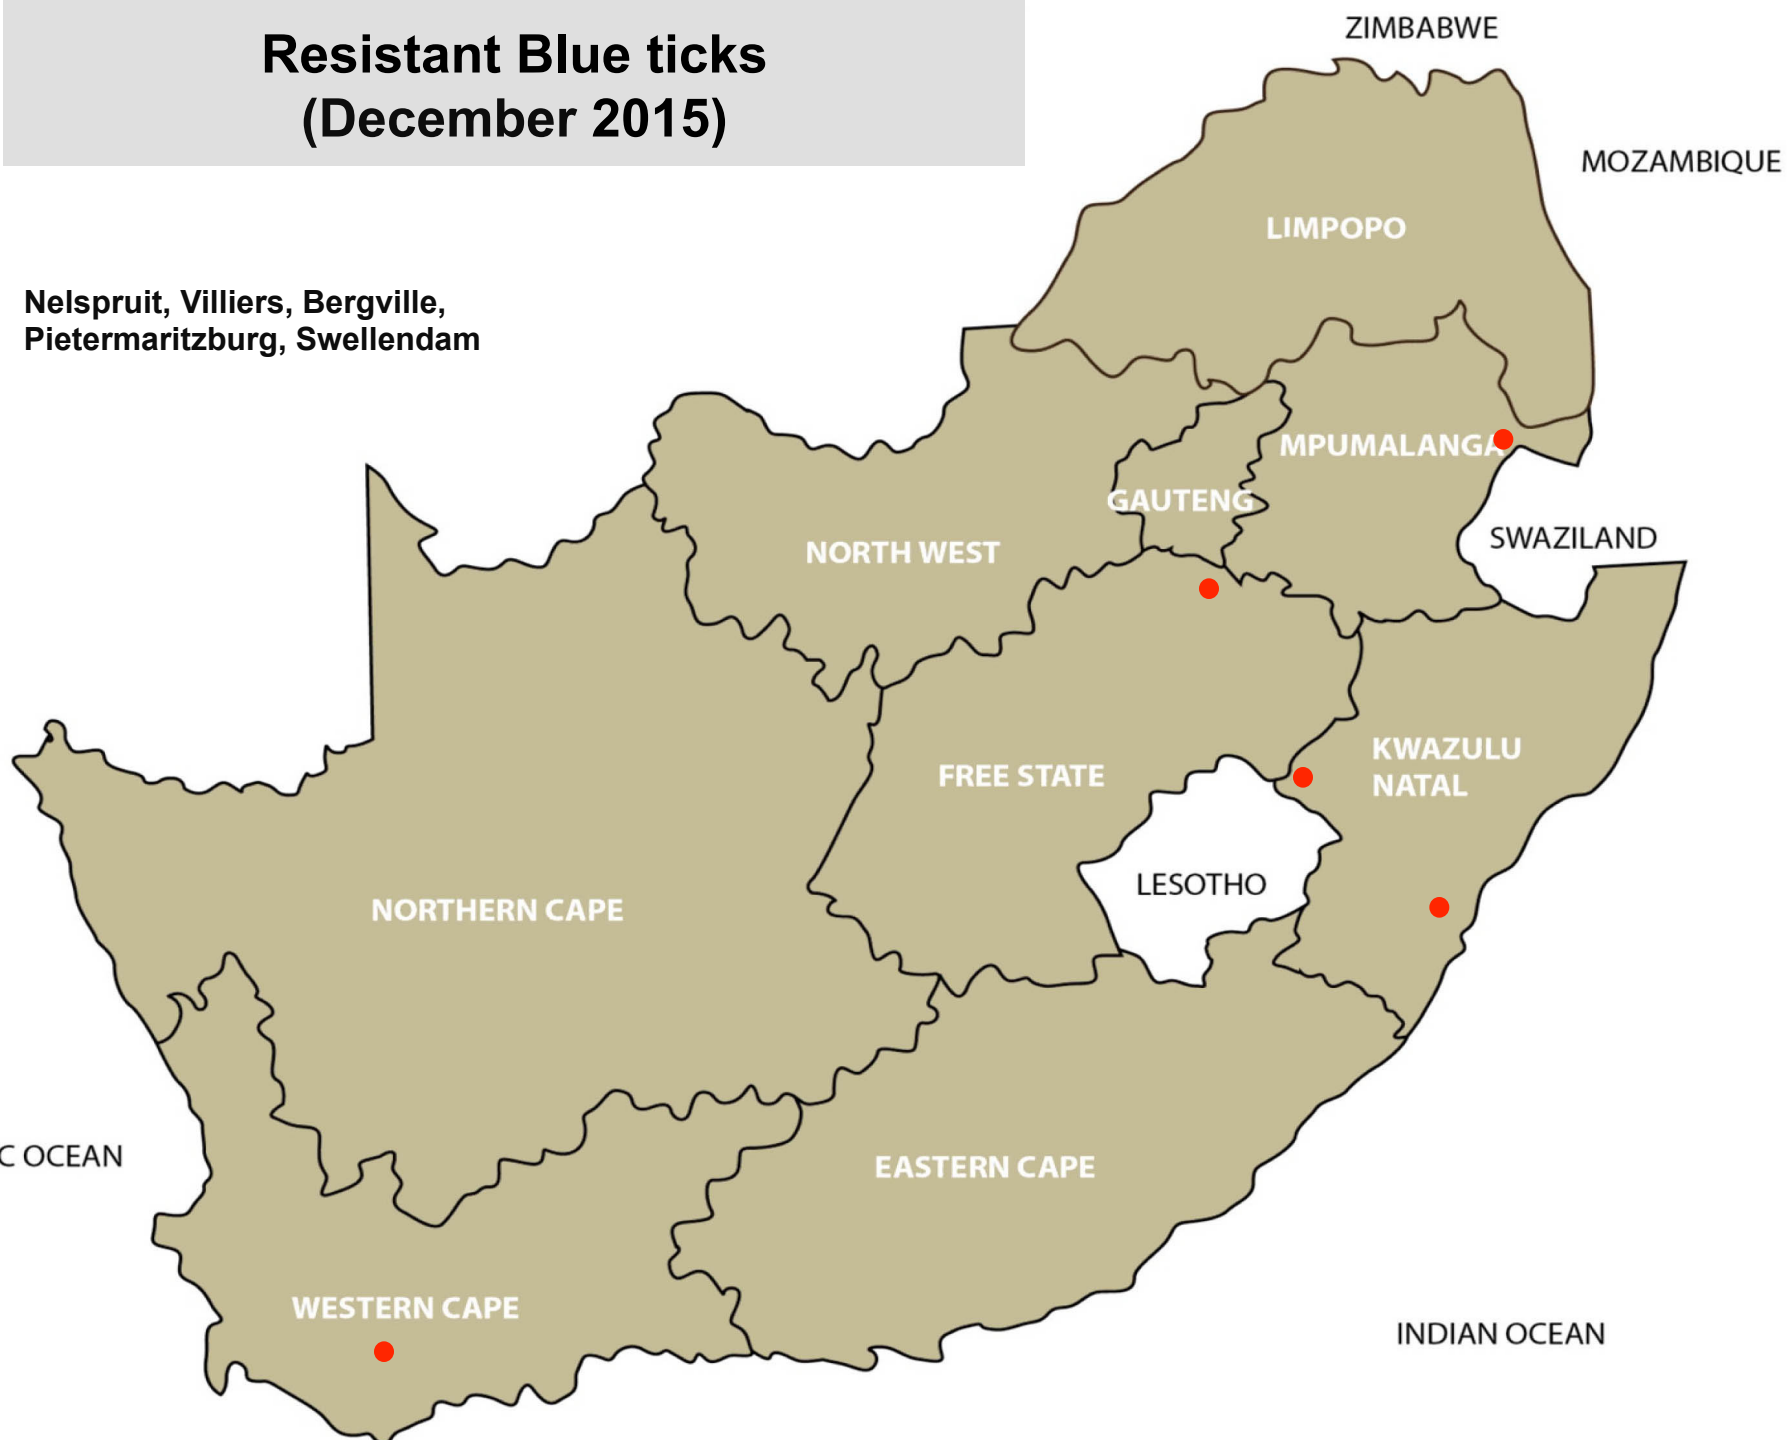 Resistant Blue ticks
(December 2015)
ZIMBABWE
MOZAMBIQUE
LIMPOPO
Nelspruit, Villiers, Bergville,
Pietermaritzburg, Swellendam
MPUMALANGA
GAUTENG
SWAZILAND
NORTH WEST
KWAZULU
NATAL
FREE STATE
LESOTHO
NORTHERN CAPE
C OCEAN
EASTERN CAPE
WESTERN CAPE
INDIAN OCEAN